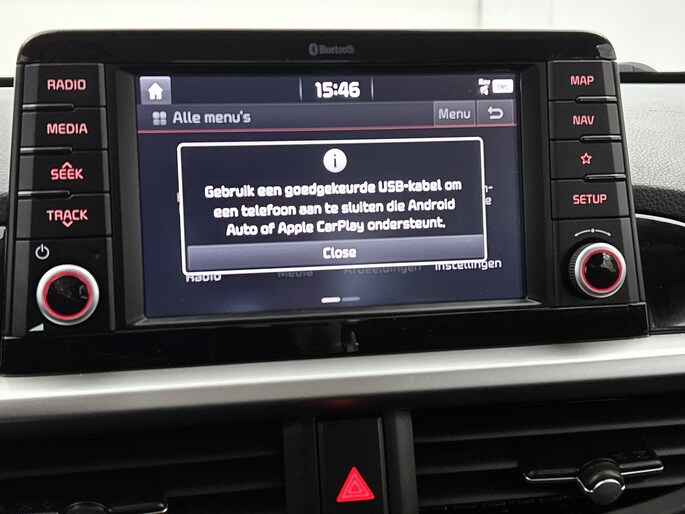 Bluetooth
RADIO
MEDIA
SEEK
TRACK
15:46
Alle menu's
Menu
Gebruik een goedgekeurde USB-kabel om
een telefoon aan te sluiten die Android
Auto of Apple CarPlay ondersteunt.
Close
Radio
Media
Afbeeldingen
Instellingen
MAP
NAV
SETUP